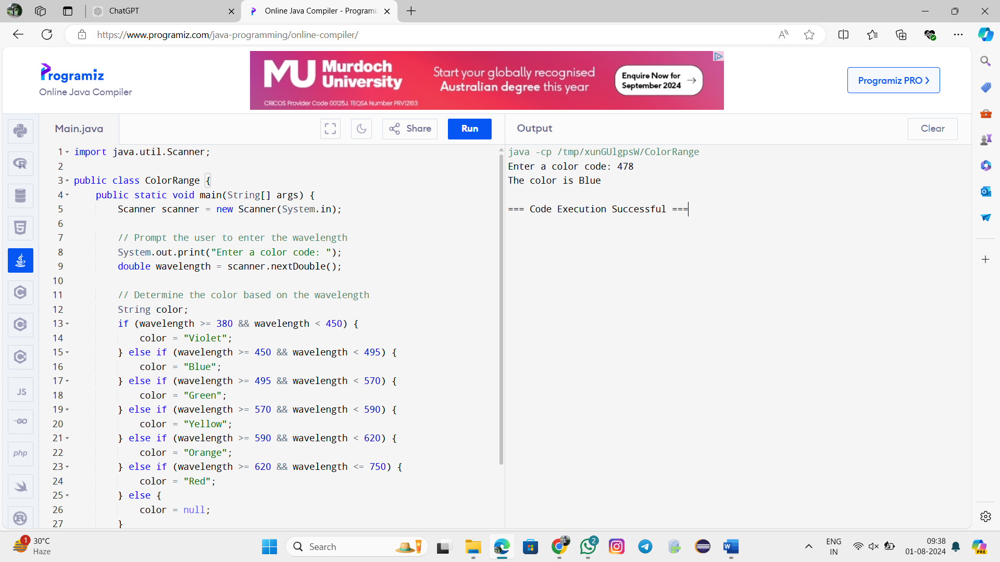 ChatGPT
Online Java Compiler - Programiz
https://www.programiz.com/java-programming/online-compiler/
Programiz
Online Java Compiler
MU Murdoch University
CRICOS Provider Code 00125J. TEQSA Number PRV12163
Start your globally recognised
Australian degree this year
Enquire Now for
September 2024
Programiz PRO
Main.java
Share
Run
Output
Clear
1 import java.util.Scanner;
2
3 public class ColorRange {
4 public static void main(String[] args) {
5 Scanner scanner = new Scanner(System.in);
6
7 // Prompt the user to enter the wavelength
8 System.out.print("Enter a color code: ");
9 double wavelength = scanner.nextDouble();
10
11 // Determine the color based on the wavelength
12 String color;
13 if (wavelength >= 380 && wavelength < 450) {
14 color = "Violet";
15 } else if (wavelength >= 450 && wavelength < 495) {
16 color = "Blue";
17 } else if (wavelength >= 495 && wavelength < 570) {
18 color = "Green";
19 } else if (wavelength >= 570 && wavelength < 590) {
20 color = "Yellow";
21 } else if (wavelength >= 590 && wavelength < 620) {
22 color = "Orange";
23 } else if (wavelength >= 620 && wavelength <= 750) {
24 color = "Red";
25 } else {
26 color = null;
27 }
java -cp /tmp/xunGUlgpsW/ColorRange
Enter a color code: 478
The color is Blue
=== Code Execution Successful ===
JS
GO
php
1
30°C
Haze
Search
2
ENG
IN
09:38
01-08-2024
PRE